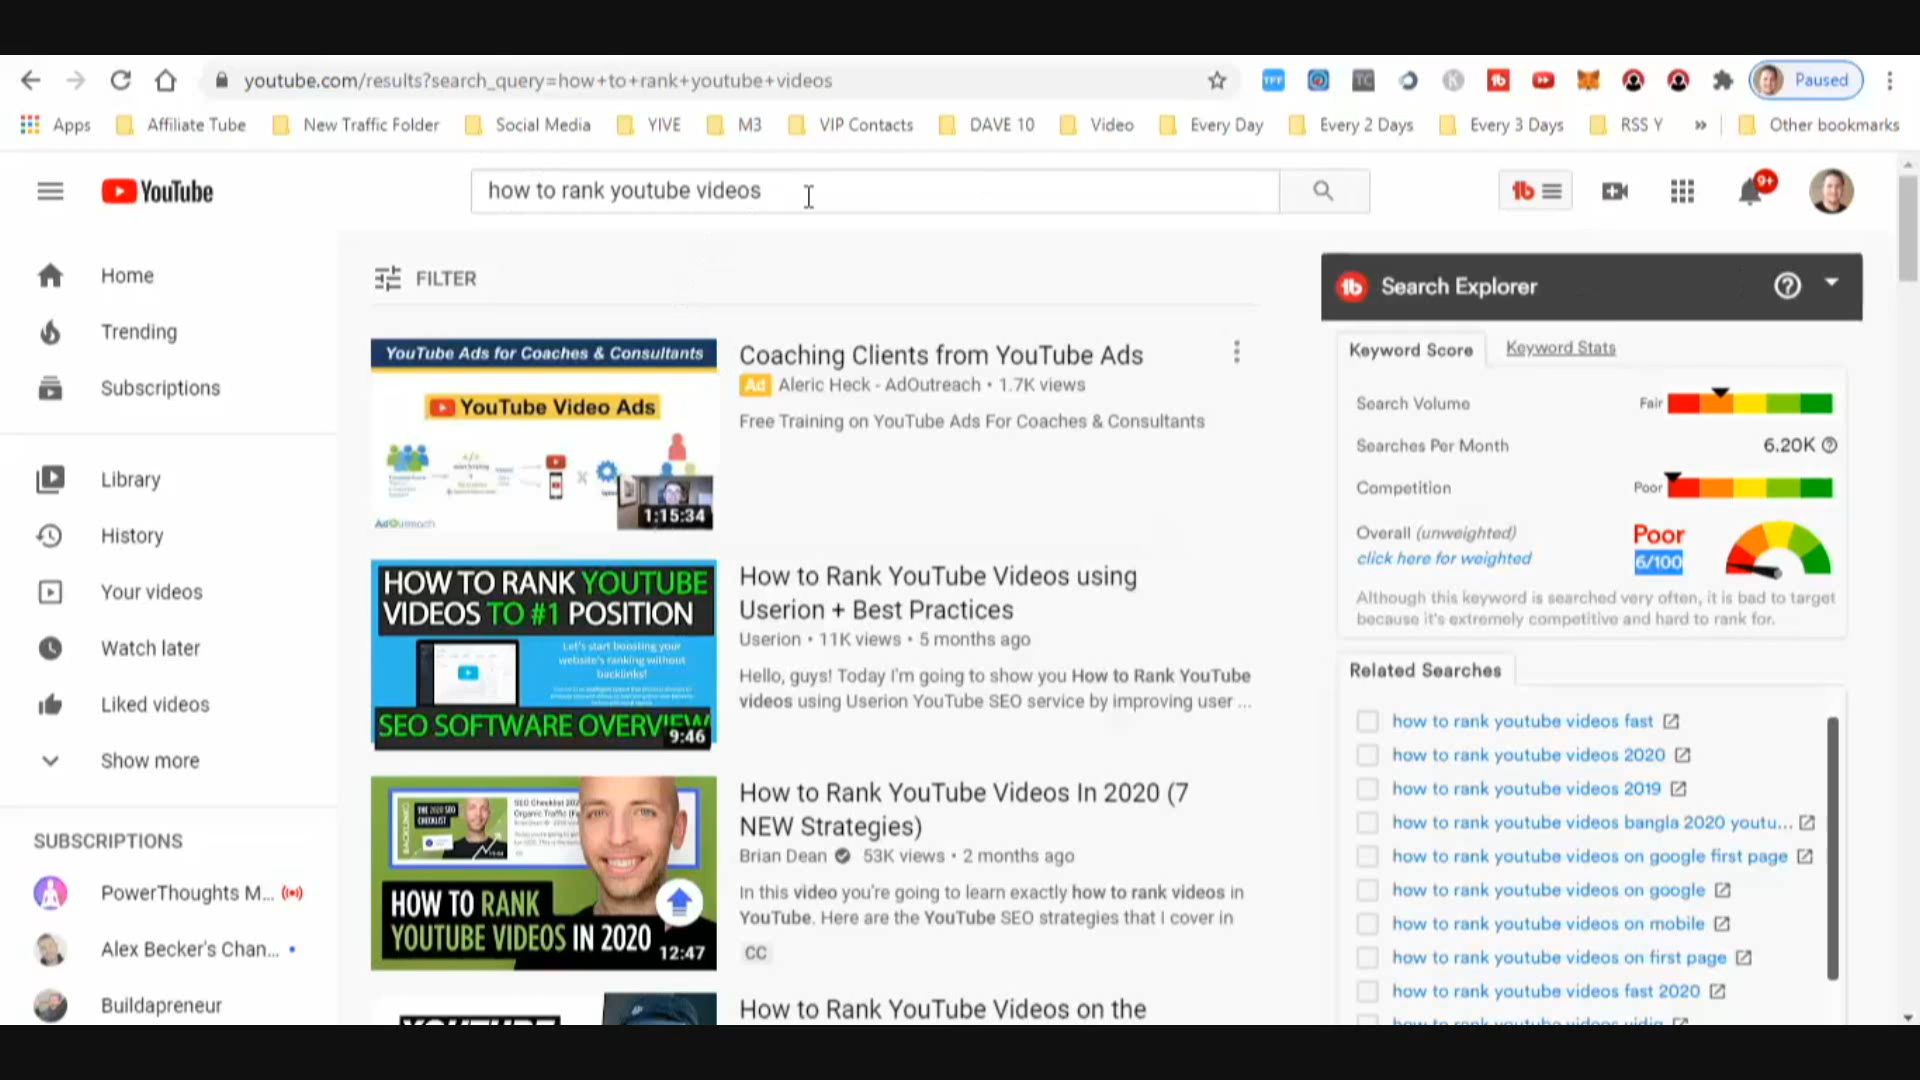 youtube.com/results?search_query=how+to+rank+youtube+videos
Paused
Apps
Affiliate Tube
New Traffic Folder
Social Media
YIVE
M3
VIP Contacts
DAVE 10
Video
Every Day
Every 2 Days
Every 3 Days
RSS Y
»
Other bookmarks
YouTube
how to rank youtube videos
9+
Home
Trending
Subscriptions
Library
History
Your videos
Watch later
Liked videos
Show more
SUBSCRIPTIONS
PowerThoughts M...
Alex Becker's Chan...
Buildapreneur
FILTER
YouTube Ads for Coaches & Consultants
YouTube Video Ads
AdOutreach
1:15:34
Coaching Clients from YouTube Ads
Ad Aleric Heck - AdOutreach • 1.7K views
Free Training on YouTube Ads For Coaches & Consultants
HOW TO RANK YOUTUBE
VIDEOS TO #1 POSITION
Let's start boosting your
website's ranking without
backlinks!
SEO SOFTWARE OVERVIEW
9:46
How to Rank YouTube Videos using
Userion + Best Practices
Userion • 11K views • 5 months ago
Hello, guys! Today I'm going to show you How to Rank YouTube
videos using Userion YouTube SEO service by improving user ...
THE 2020 SEO
CHECKLIST
HOW TO RANK
YOUTUBE VIDEOS IN 2020
12:47
How to Rank YouTube Videos In 2020 (7
NEW Strategies)
Brian Dean 53K views • 2 months ago
In this video you're going to learn exactly how to rank videos in
YouTube. Here are the YouTube SEO strategies that I cover in
CC
How to Rank YouTube Videos on the
Search Explorer
Keyword Score
Keyword Stats
Search Volume
Fair
Searches Per Month
6.20K
Competition
Poor
Overall (unweighted)
click here for weighted
Poor
6/100
Although this keyword is searched very often, it is bad to target
because it's extremely competitive and hard to rank for.
Related Searches
how to rank youtube videos fast
how to rank youtube videos 2020
how to rank youtube videos 2019
how to rank youtube videos bangla 2020 youtu...
how to rank youtube videos on google first page
how to rank youtube videos on google
how to rank youtube videos on mobile
how to rank youtube videos on first page
how to rank youtube videos fast 2020